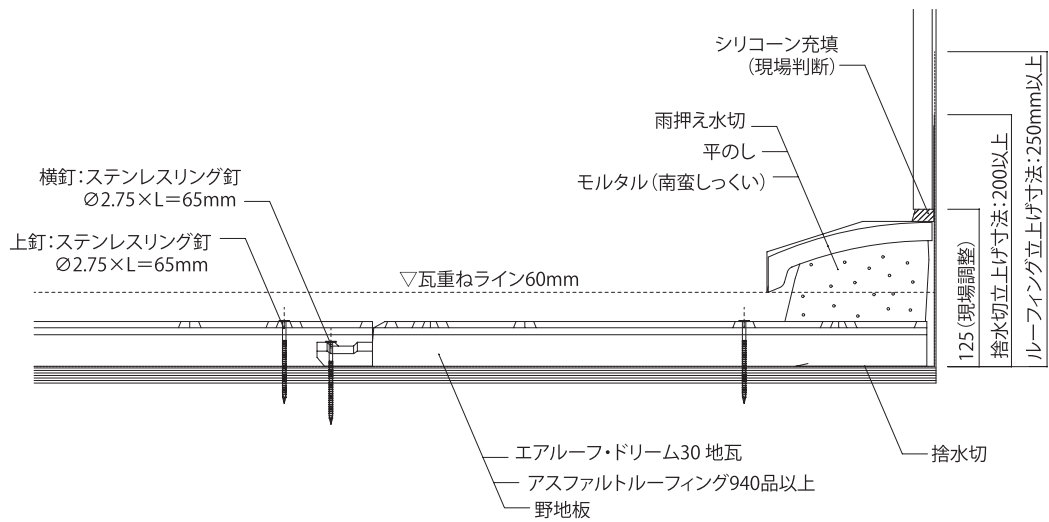 シリコーン充填
(現場判断)
雨押え水切
平のし
モルタル(南蛮しっくい)
横釘:ステンレスリング釘
∅2.75×L=65mm
上釘:ステンレスリング釘
∅2.75×L=65mm
▽瓦重ねライン60mm
125(現場調整)
捨水切立上げ寸法:200以上
ルーフィング立上げ寸法:250mm以上
エアルーフ・ドリーム30 地瓦
アスファルトルーフィング940品以上
野地板
捨水切